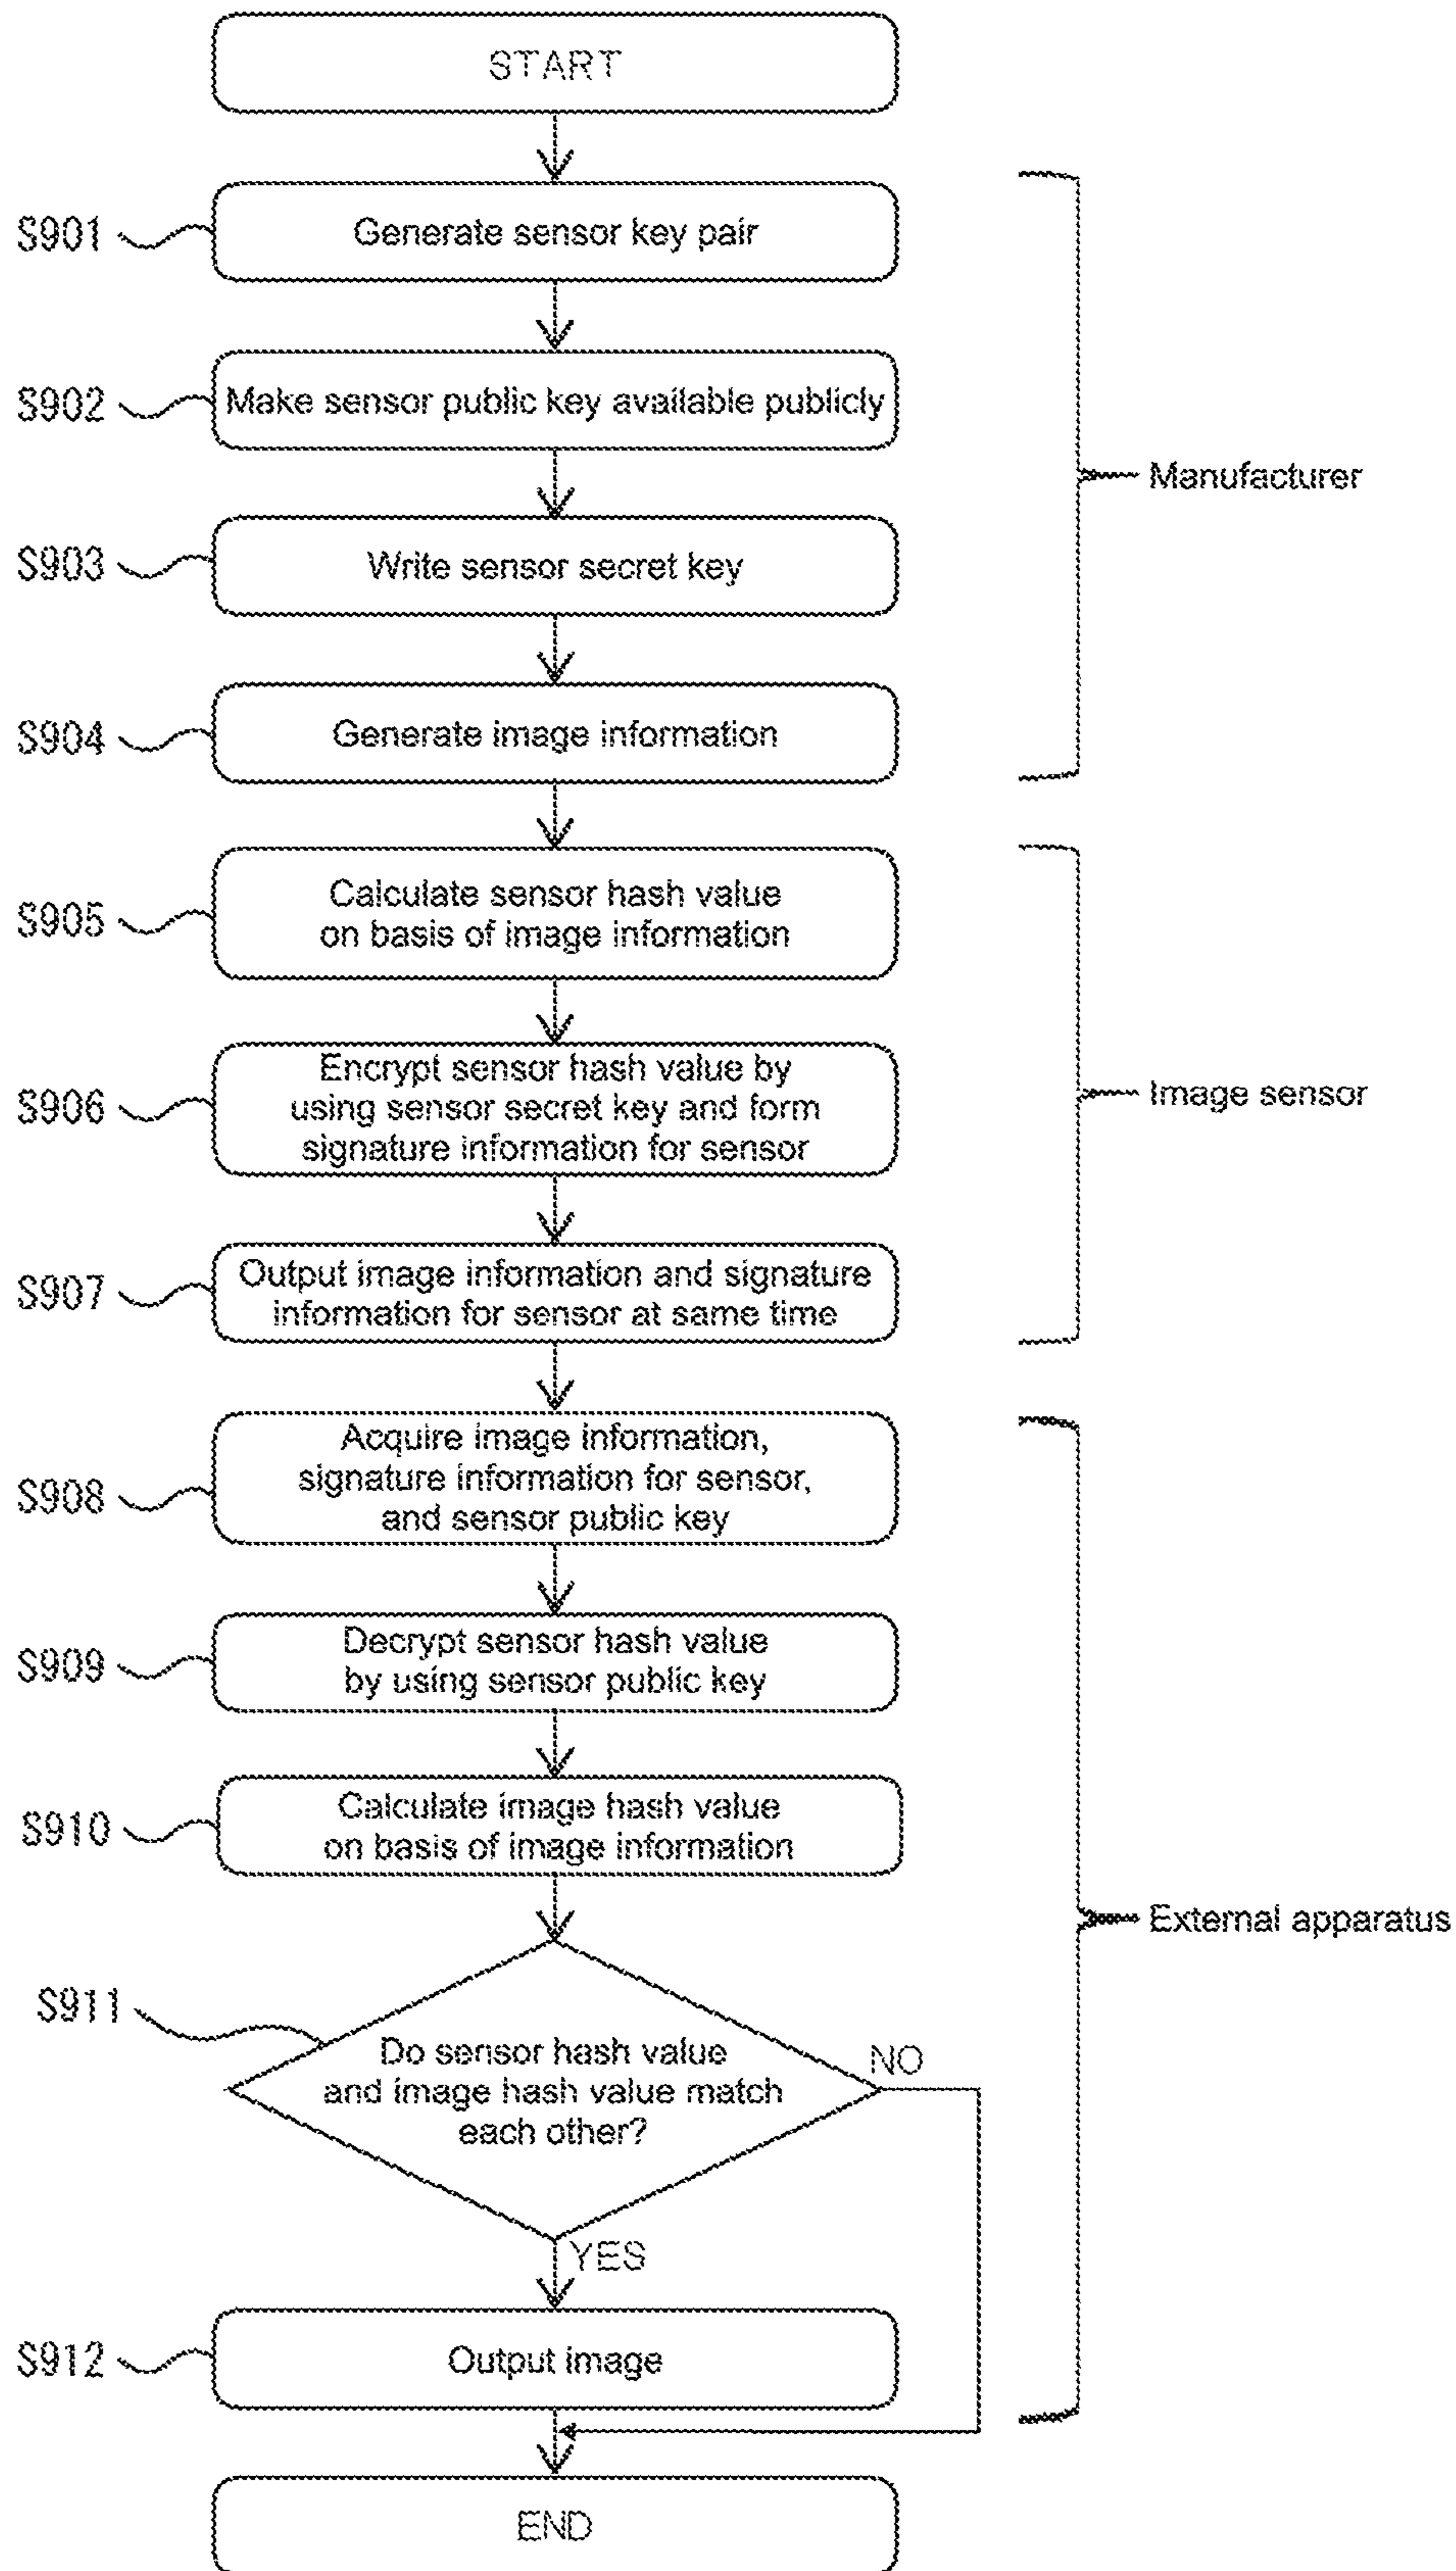 START
S901
Generate sensor key pair
S902
Make sensor public key available publicly
S903
Write sensor secret key
Manufacturer
S904
Generate image information
S905
Calculate sensor hash value
on basis of image information
S906
Encrypt sensor hash value by
using sensor secret key and form
signature information for sensor
Image sensor
S907
Output image information and signature
information for sensor at same time
S908
Acquire image information,
signature information for sensor,
and sensor public key
S909
Decrypt sensor hash value
by using sensor public key
S910
Calculate image hash value
on basis of image information
External apparatus
S911
Do sensor hash value
and image hash value match
each other?
NO
YES
S912
Output image
END